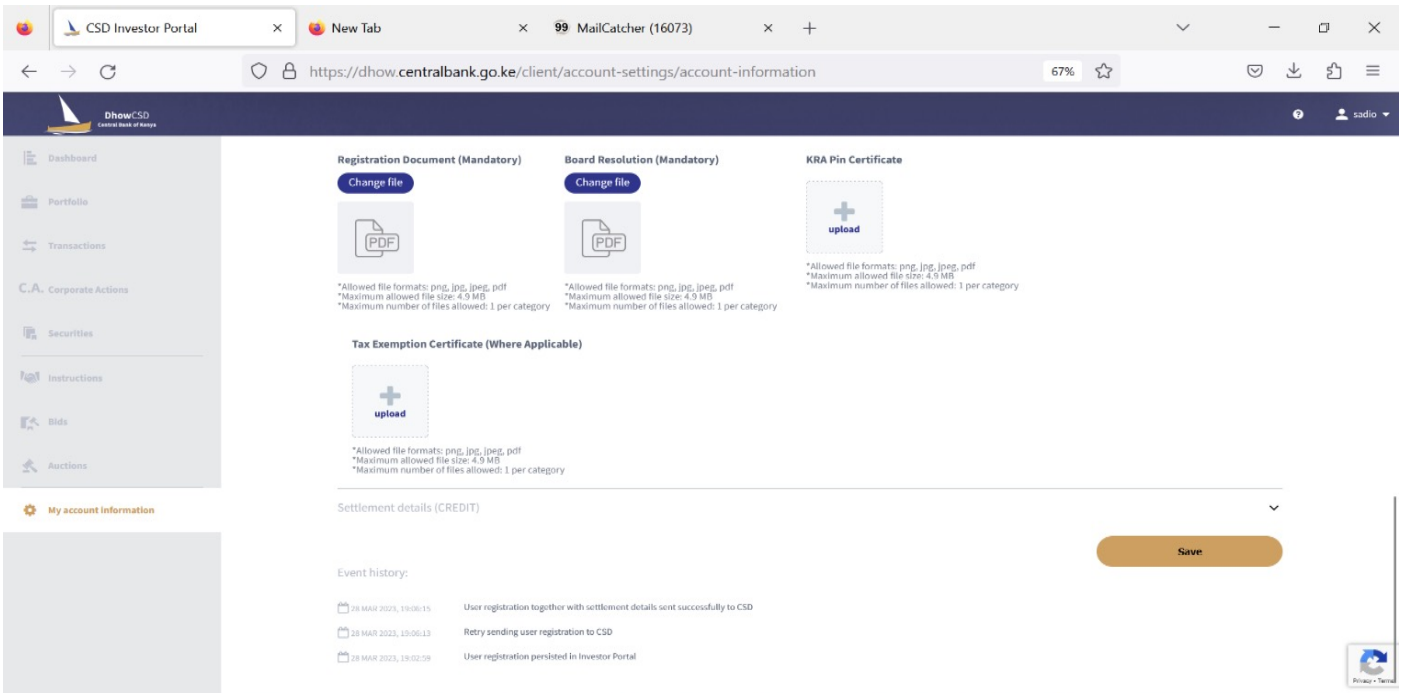 CSD Investor Portal
New Tab
99 MailCatcher (16073)
https://dhow.centralbank.go.ke/client/account-settings/account-information
67%
DhowCSD
Central Bank of Kenya
sadio
Dashboard
Portfolio
Transactions
C.A. Corporate Actions
Securities
Instructions
Bids
Auctions
My account information
Registration Document (Mandatory)
Change file
PDF
*Allowed file formats: png, jpg, jpeg, pdf
*Maximum allowed file size: 4.9 MB
*Maximum number of files allowed: 1 per category
Board Resolution (Mandatory)
Change file
PDF
*Allowed file formats: png, jpg, jpeg, pdf
*Maximum allowed file size: 4.9 MB
*Maximum number of files allowed: 1 per category
KRA Pin Certificate
upload
*Allowed file formats: png, jpg, jpeg, pdf
*Maximum allowed file size: 4.9 MB
*Maximum number of files allowed: 1 per category
Tax Exemption Certificate (Where Applicable)
upload
*Allowed file formats: png, jpg, jpeg, pdf
*Maximum allowed file size: 4.9 MB
*Maximum number of files allowed: 1 per category
Settlement details (CREDIT)
Save
Event history:
28 MAR 2023, 19:06:15 User registration together with settlement details sent successfully to CSD
28 MAR 2023, 19:06:13 Retry sending user registration to CSD
28 MAR 2023, 19:02:59 User registration persisted in Investor Portal
Privacy - Terms